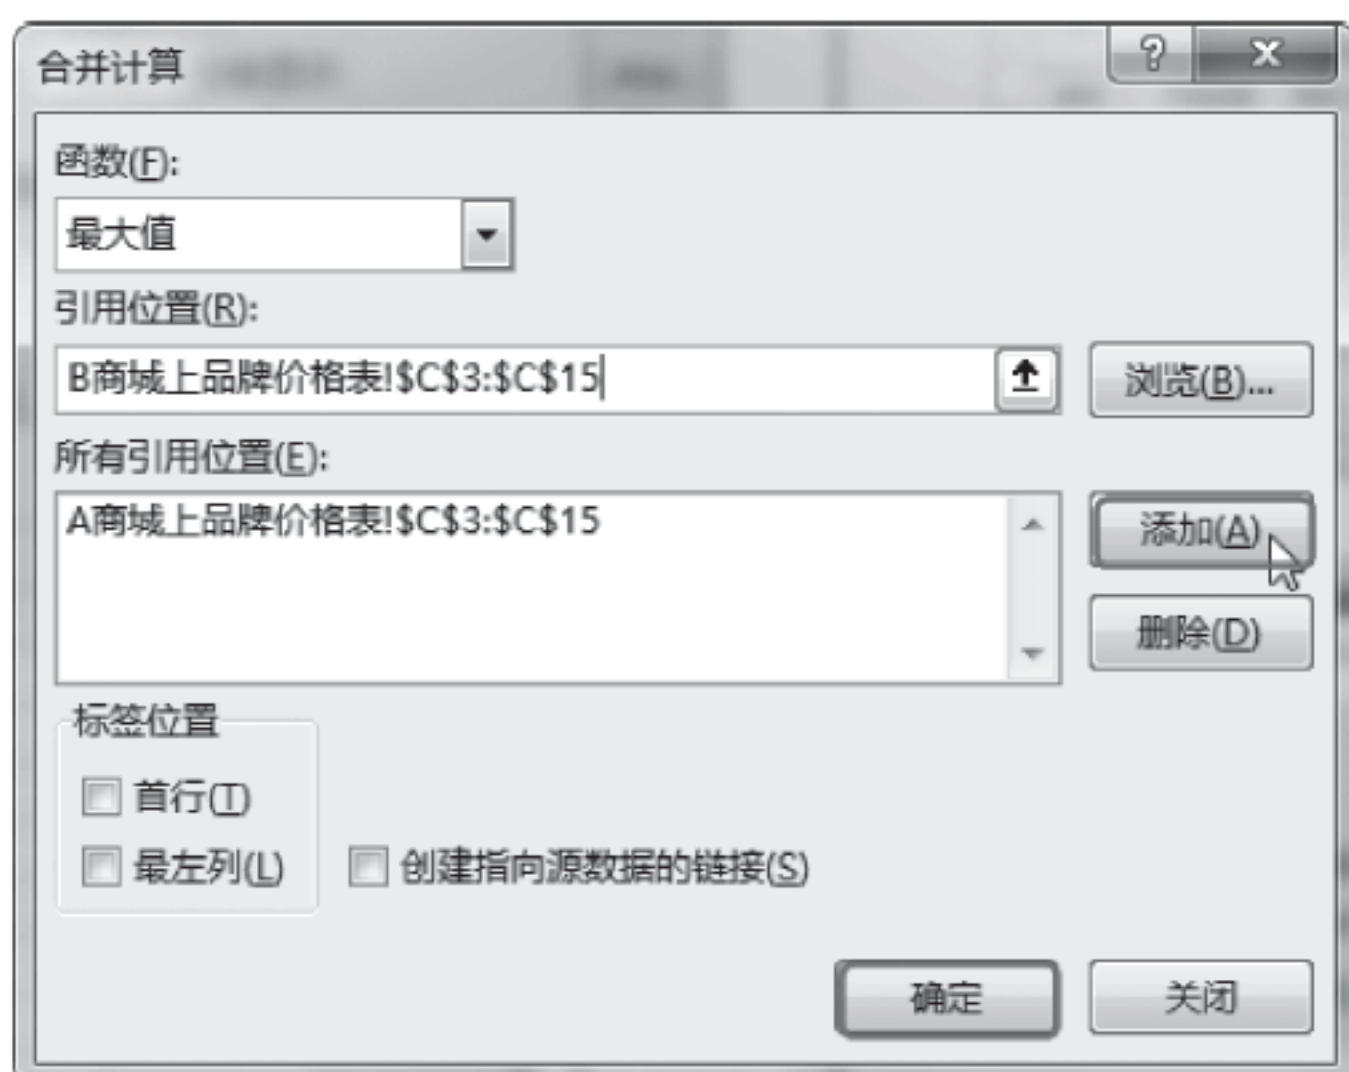 合并计算
函数(F):
最大值
引用位置(R):
B商城上品牌价格表!$C$3:$C$15
浏览(B)...
所有引用位置(E):
A商城上品牌价格表!$C$3:$C$15
添加(A)
删除(D)
标签位置
首行(T)
最左列(L)
创建指向源数据的链接(S)
确定
关闭